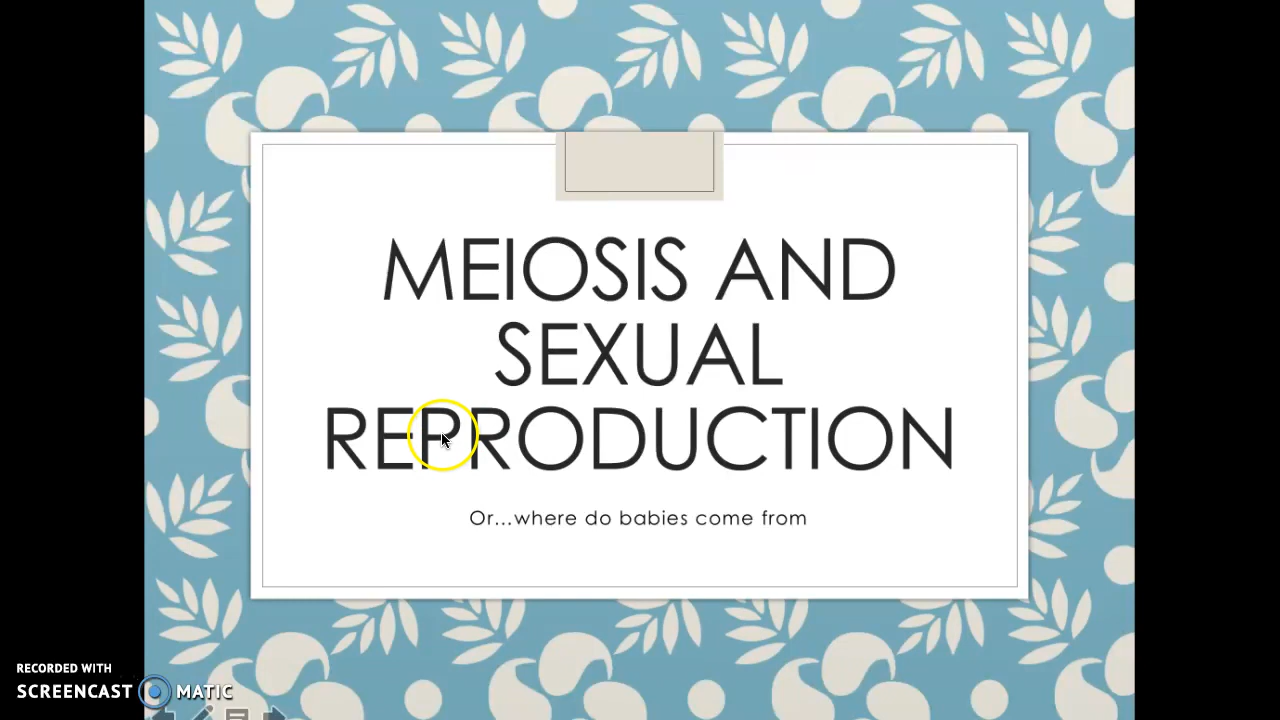 MEIOSIS AND
SEXUAL
REPRODUCTION
Or...where do babies come from
RECORDED WITH
SCREENCAST MATIC